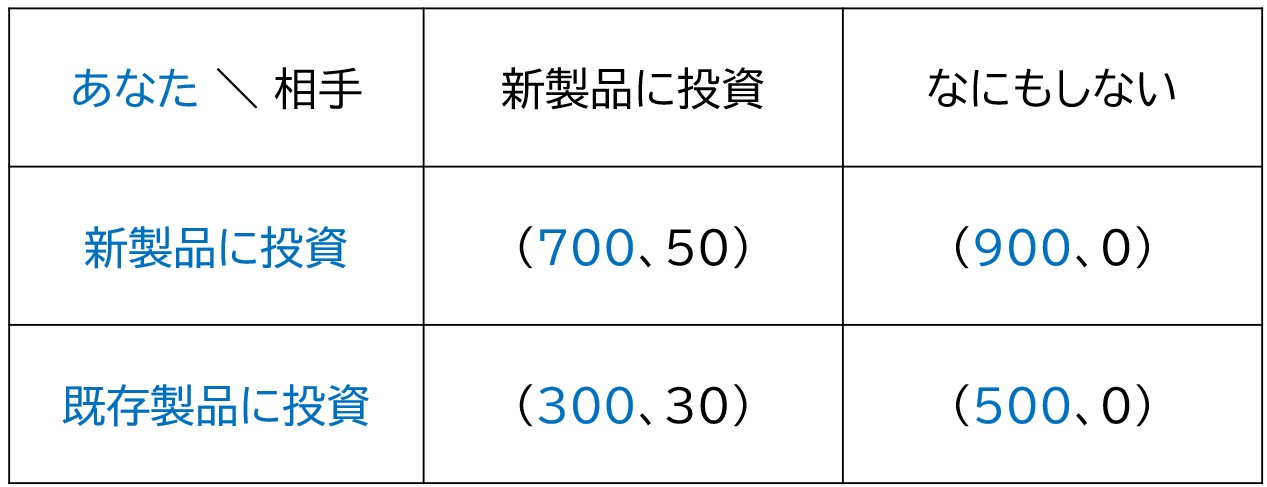 あなた ＼ 相手
新製品に投資
なにもしない
新製品に投資
（700、50）
（900、0）
既存製品に投資
（300、30）
（500、0）